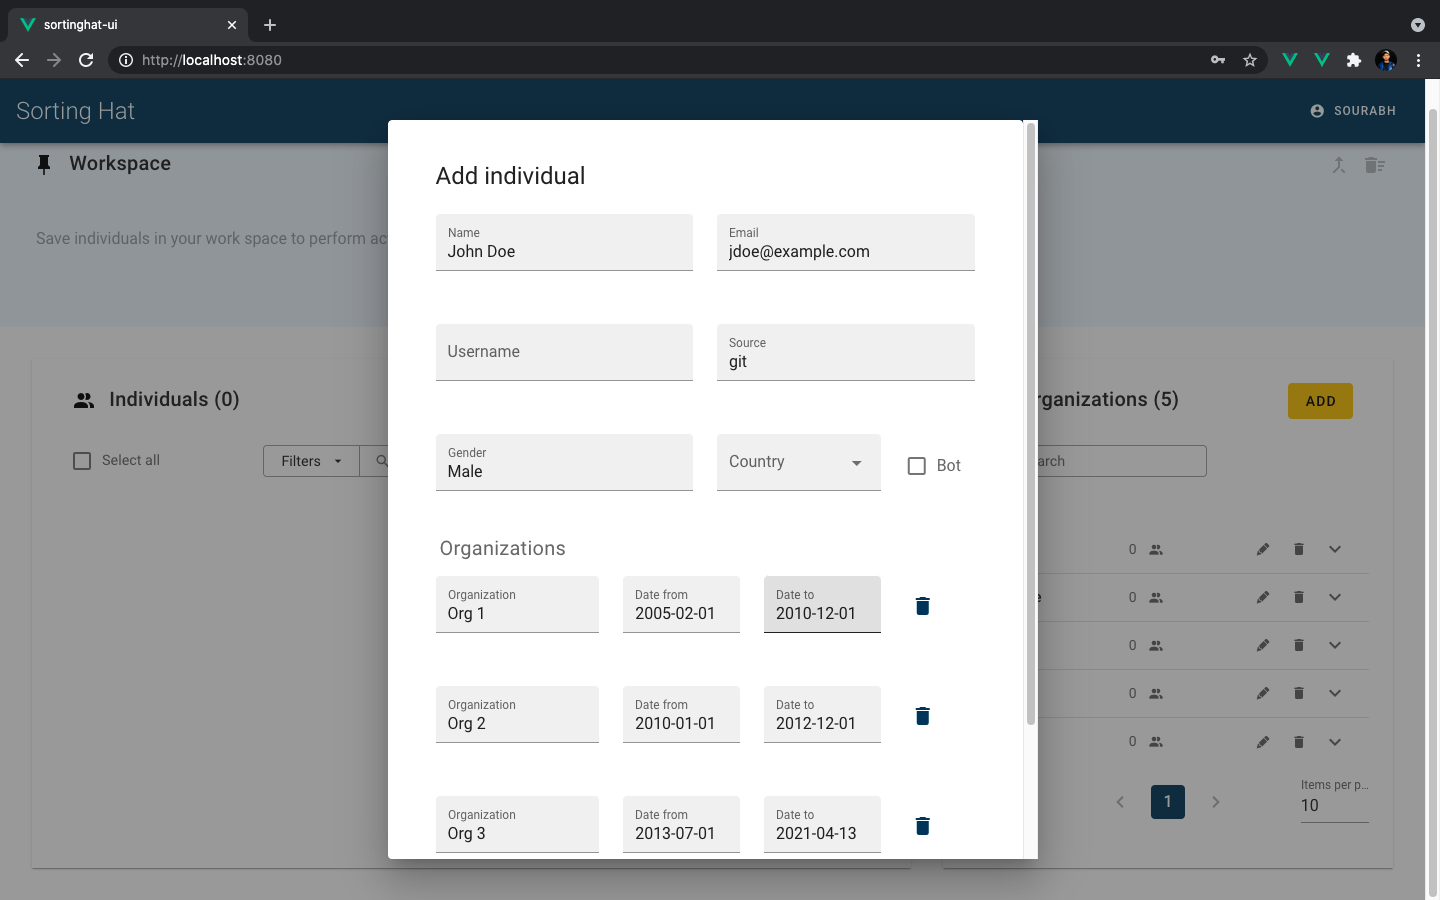 sortinghat-ui
http://localhost:8080
Sorting Hat
SOURABH
Workspace
Save individuals in your work space to perform ac
Individuals (0)
Select all
Filters
rganizations (5)
ADD
arch
e
0
0
0
0
0
1
Items per p...
10
Add individual
Name
John Doe
Email
jdoe@example.com
Username
Source
git
Gender
Male
Country
Bot
Organizations
Organization
Org 1
Date from
2005-02-01
Date to
2010-12-01
Organization
Org 2
Date from
2010-01-01
Date to
2012-12-01
Organization
Org 3
Date from
2013-07-01
Date to
2021-04-13